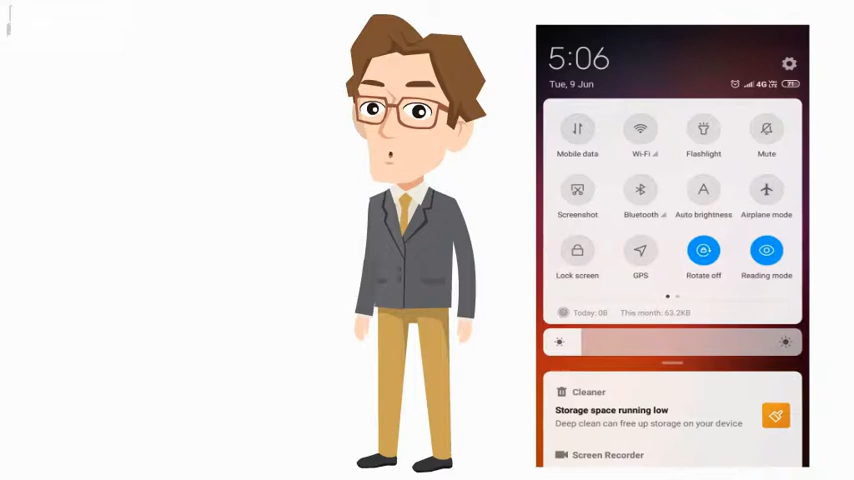 5:06
Tue, 9 Jun
4G
Mobile data
Wi-Fi
Flashlight
Mute
Screenshot
Bluetooth
Auto brightness
Airplane mode
Lock screen
GPS
Rotate off
Reading mode
Today: 0B This month: 63.2KB
Cleaner
Storage space running low
Deep clean can free up storage on your device
Screen Recorder